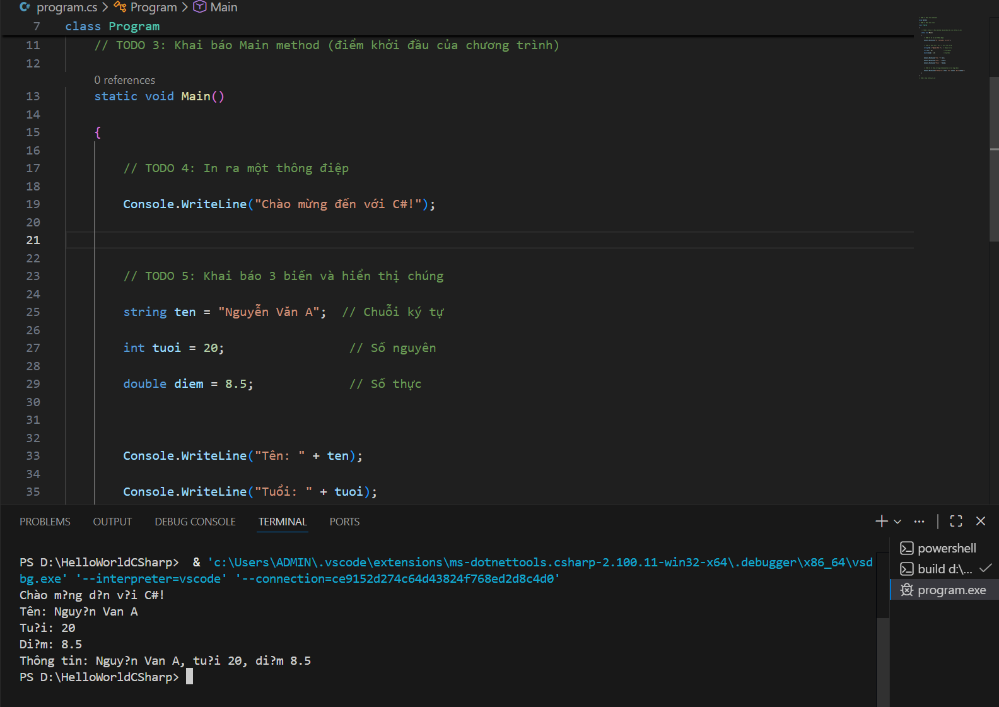 program.cs > Program > Main
7 class Program
11 // TODO 3: Khai báo Main method (điểm khởi đầu của chương trình)
12
0 references
13 static void Main()
14
15 {
16
17 // TODO 4: In ra một thông điệp
18
19 Console.WriteLine("Chào mừng đến với C#!");
20
21
22
23 // TODO 5: Khai báo 3 biến và hiển thị chúng
24
25 string ten = "Nguyễn Văn A"; // Chuỗi ký tự
26
27 int tuoi = 20; // Số nguyên
28
29 double diem = 8.5; // Số thực
30
31
32
33 Console.WriteLine("Tên: " + ten);
34
35 Console.WriteLine("Tuổi: " + tuoi);
PROBLEMS OUTPUT DEBUG CONSOLE TERMINAL PORTS
PS D:\HelloWorldCSharp>  & 'c:\Users\ADMIN\.vscode\extensions\ms-dotnettools.csharp-2.100.11-win32-x64\.debugger\x86_64\vsd
bg.exe' '--interpreter=vscode' '--connection=ce9152d274c64d43824f768ed2d8c4d0'
Chào m?ng d?n v?i C#!
Tên: Nguy?n Van A
Tu?i: 20
Di?m: 8.5
Thông tin: Nguy?n Van A, tu?i 20, di?m 8.5
PS D:\HelloWorldCSharp>
powershell
build d:\...
program.exe